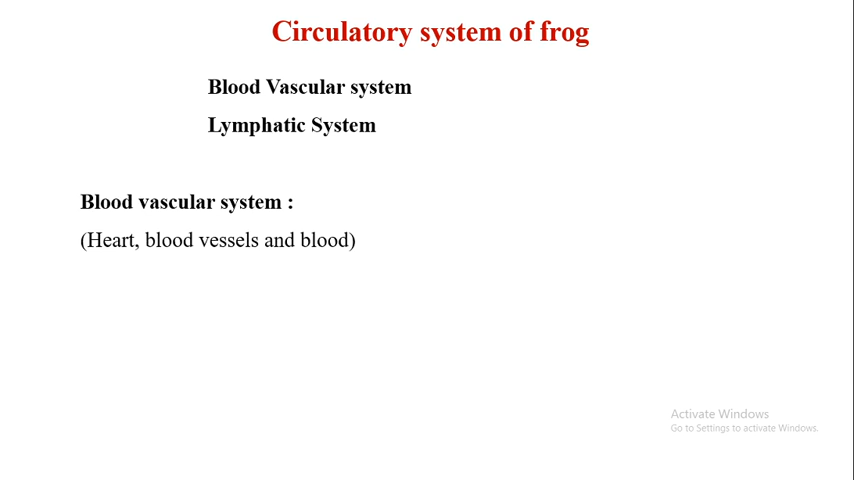 Circulatory system of frog
Blood Vascular system
Lymphatic System
Blood vascular system :
(Heart, blood vessels and blood)
Activate Windows
Go to Settings to activate Windows.